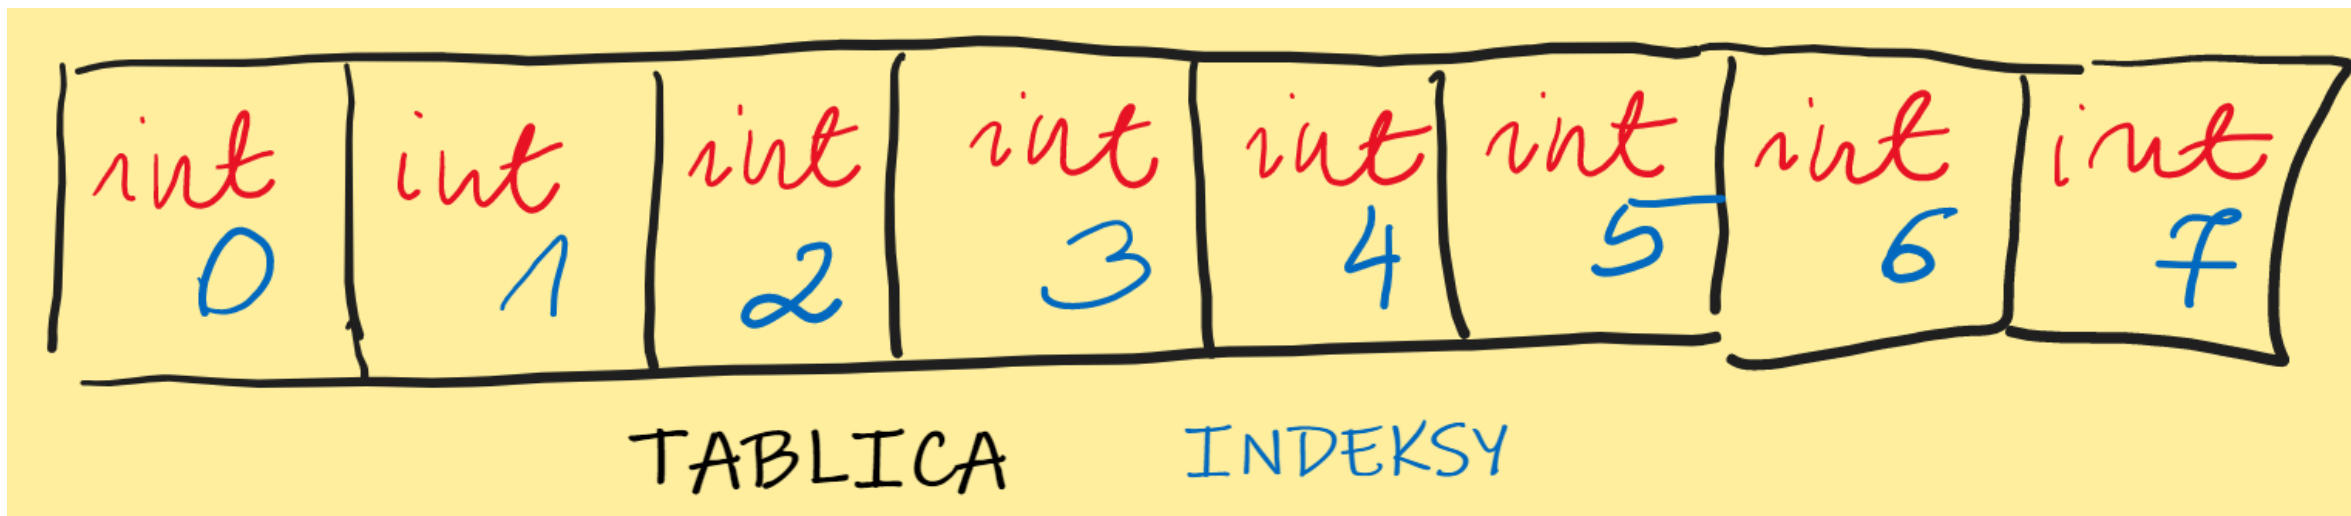 int int int int int int int int
0 1 2 3 4 5 6 7
TABLICA INDEKSY